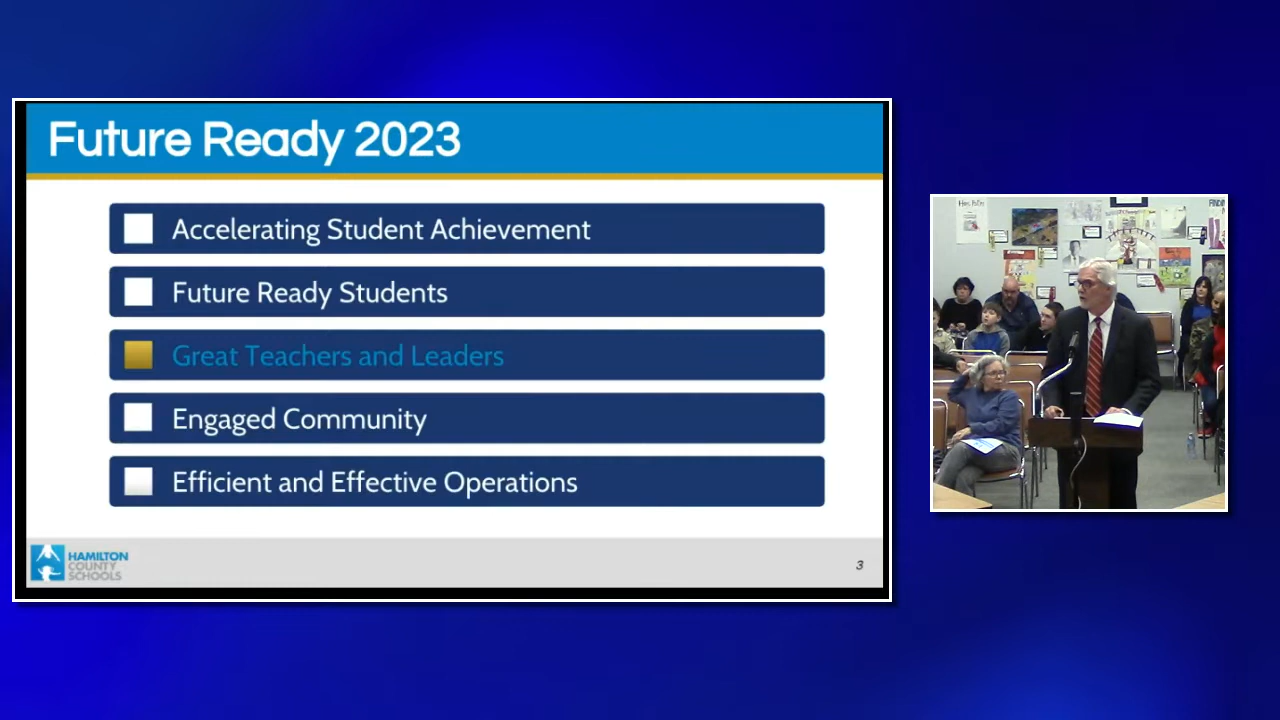 Future Ready 2023
Accelerating Student Achievement
Future Ready Students
Great Teachers and Leaders
Engaged Community
Efficient and Effective Operations
HAMILTON
COUNTY
SCHOOLS
3